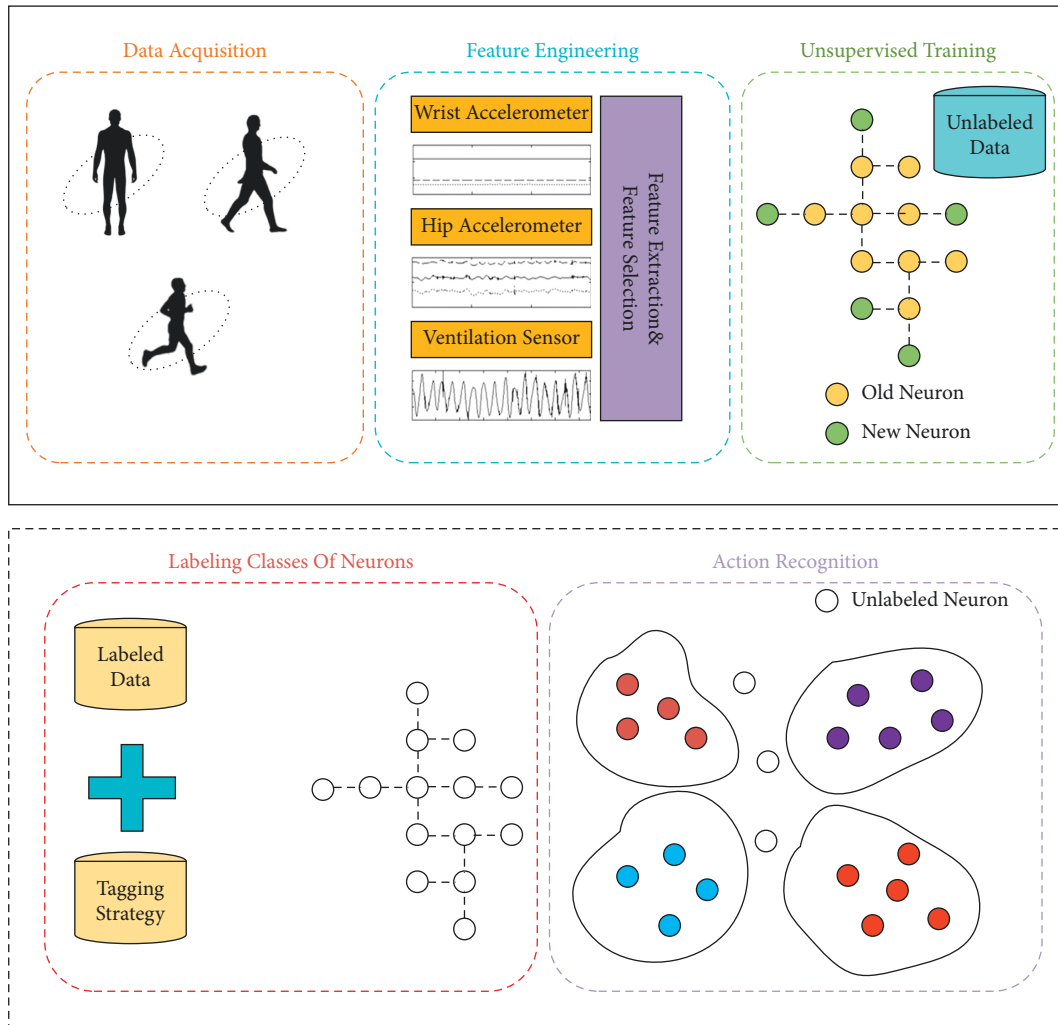 Data Acquisition
Feature Engineering
Unsupervised Training
Wrist Accelerometer
Hip Accelerometer
Ventilation Sensor
Feature Extraction&
Feature Selection
Unlabeled
Data
Old Neuron
New Neuron
Labeling Classes Of Neurons
Labeled
Data
Tagging
Strategy
Action Recognition
Unlabeled Neuron